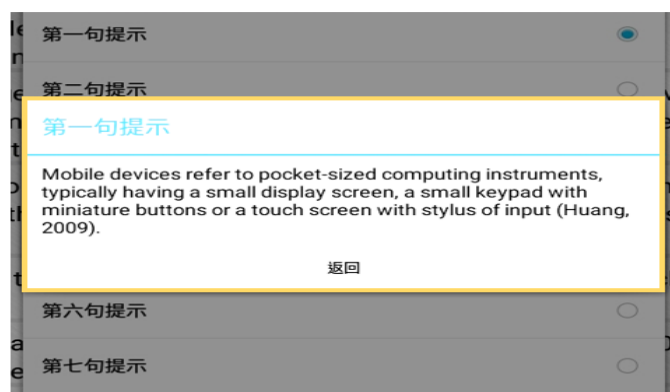 第一句提示
第二句提示
第一句提示
Mobile devices refer to pocket-sized computing instruments,
typically having a small display screen, a small keypad with
miniature buttons or a touch screen with stylus of input (Huang,
2009).
返回
第六句提示
第七句提示